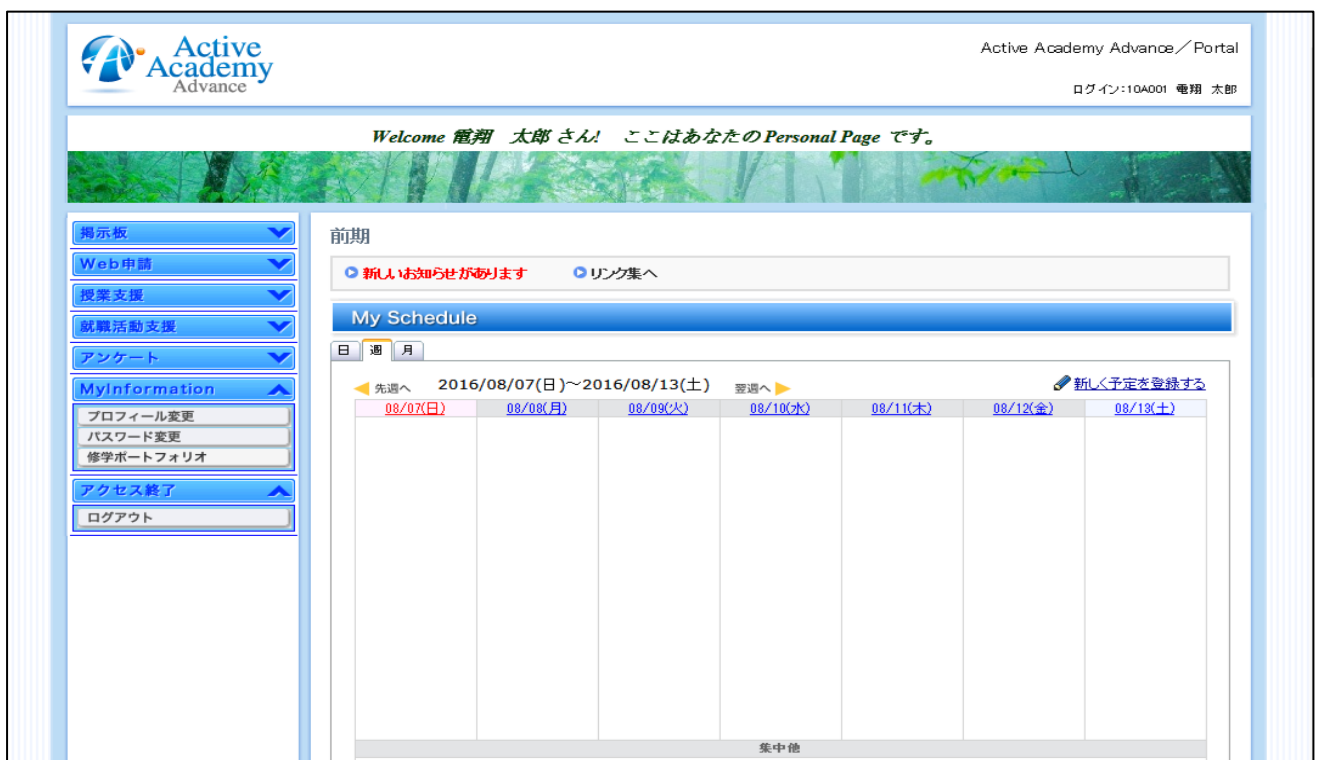 Active
Academy
Advance
Active Academy Advance／Portal
ログイン：10A001 電翔 太郎
Welcome 電翔 太郎 さん! ここはあなたの Personal Page です。
掲示板
Web申請
授業支援
就職活動支援
アンケート
MyInformation
プロフィール変更
パスワード変更
修学ポートフォリオ
アクセス終了
ログアウト
前期
新しいお知らせがあります リンク集へ
My Schedule
日 週 月
先週へ 2016/08/07(日)～2016/08/13(土) 翌週へ 新しく予定を登録する
08/07(日) 08/08(月) 08/09(火) 08/10(水) 08/11(木) 08/12(金) 08/13(土)
集中他